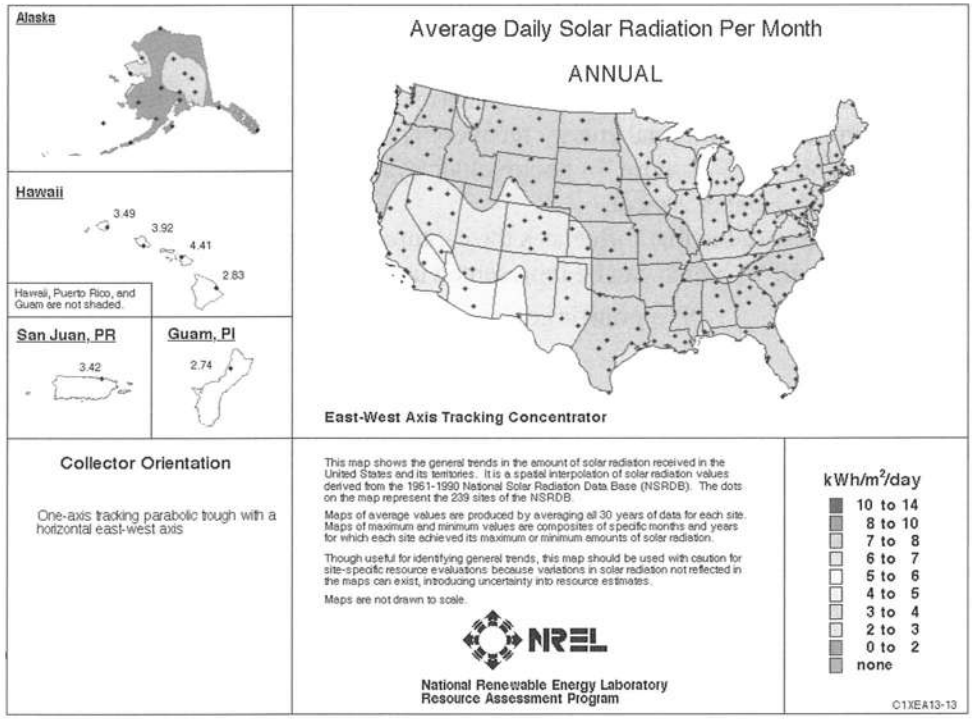 Alaska
Average Daily Solar Radiation Per Month
ANNUAL
Hawaii
3.49
3.92
4.41
2.83
Hawaii, Puerto Rico, and
Guam are not shaded.
San Juan, PR
3.42
Guam, PI
2.74
East-West Axis Tracking Concentrator
Collector Orientation
One-axis tracking parabolic trough with a
horizontal east-west axis
This map shows the general trends in the amount of solar radiation received in the
United States and its territories. It is a spatial interpolation of solar radiation values
derived from the 1961-1990 National Solar Radiation Data Base (NSRDB). The dots
on the map represent the 239 sites of the NSRDB.
Maps of average values are produced by averaging all 30 years of data for each site.
Maps of maximum and minimum values are composites of specific months and years
for which each site achieved its maximum or minimum amounts of solar radiation.
Though useful for identifying general trends, this map should be used with caution for
site-specific resource evaluations because variations in solar radiation not reflected in
the maps can exist, introducing uncertainty into resource estimates.
Maps are not drawn to scale.
NREL
National Renewable Energy Laboratory
Resource Assessment Program
kWh/m²/day
10 to 14
8 to 10
7 to 8
6 to 7
5 to 6
4 to 5
3 to 4
2 to 3
0 to 2
none
C1XEA13-13